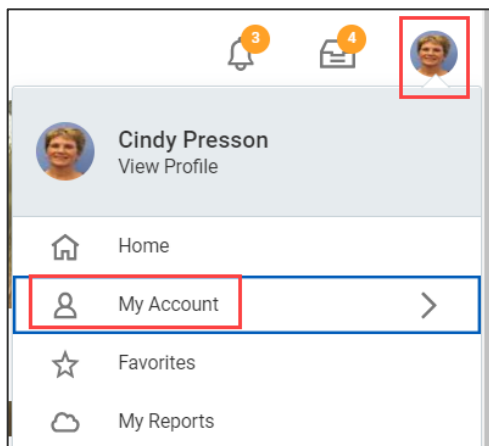 3
4
Cindy Presson
View Profile
Home
My Account
Favorites
My Reports